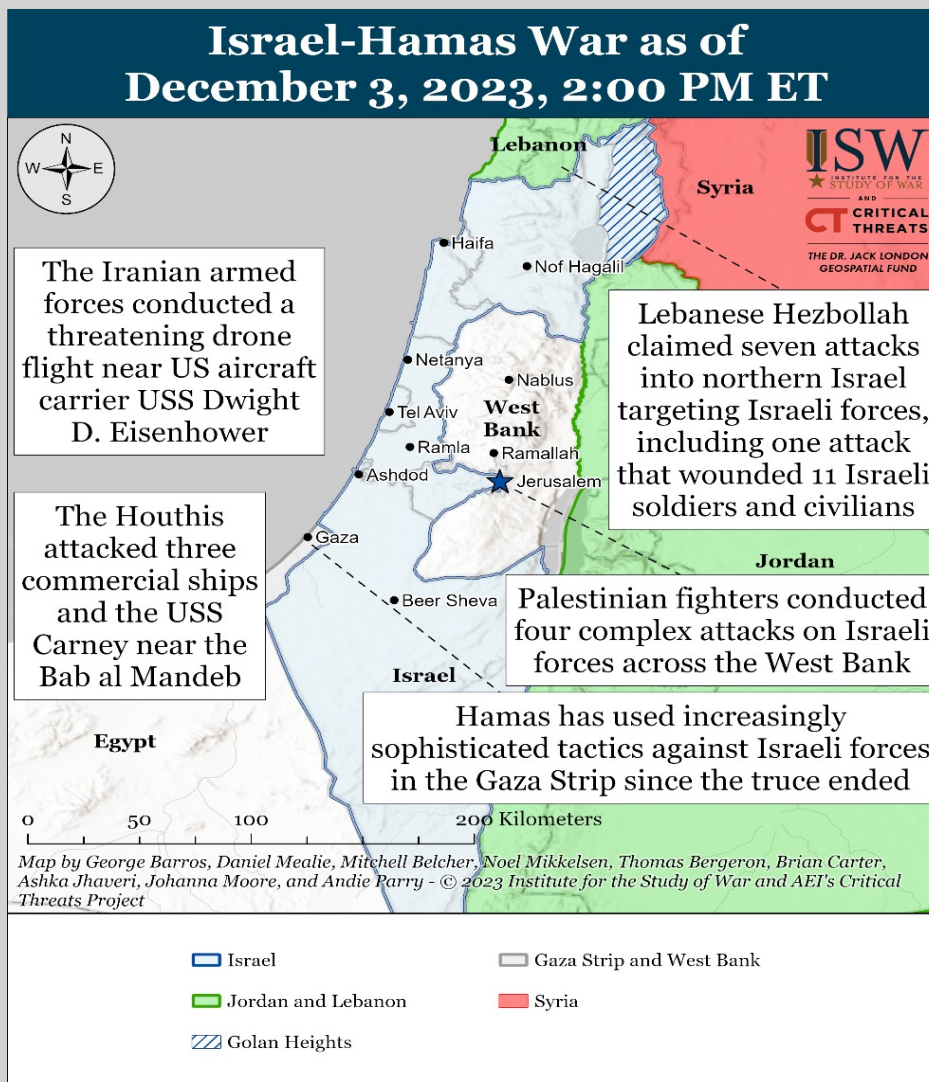 Israel-Hamas War as of
December 3, 2023, 2:00 PM ET
N
W
E
S
Lebanon
Syria
ISW
INSTITUTE FOR THE
STUDY OF WAR
AND
CT CRITICAL
THREATS
THE DR. JACK LONDON
GEOSPATIAL FUND
Haifa
Nof Hagalil
The Iranian armed
forces conducted a
threatening drone
flight near US aircraft
carrier USS Dwight
D. Eisenhower
Lebanese Hezbollah
claimed seven attacks
into northern Israel
targeting Israeli forces,
including one attack
that wounded 11 Israeli
soldiers and civilians
Netanya
Nablus
West
Bank
Tel Aviv
Ramla
Ramallah
Ashdod
Jerusalem
The Houthis
attacked three
commercial ships
and the USS
Carney near the
Bab al Mandeb
Gaza
Jordan
Beer Sheva
Palestinian fighters conducted
four complex attacks on Israeli
forces across the West Bank
Israel
Egypt
Hamas has used increasingly
sophisticated tactics against Israeli forces
in the Gaza Strip since the truce ended
0 50 100 200 Kilometers
Map by George Barros, Daniel Mealie, Mitchell Belcher, Noel Mikkelsen, Thomas Bergeron, Brian Carter,
Ashka Jhaveri, Johanna Moore, and Andie Parry - © 2023 Institute for the Study of War and AEI's Critical
Threats Project
Israel
Gaza Strip and West Bank
Jordan and Lebanon
Syria
Golan Heights